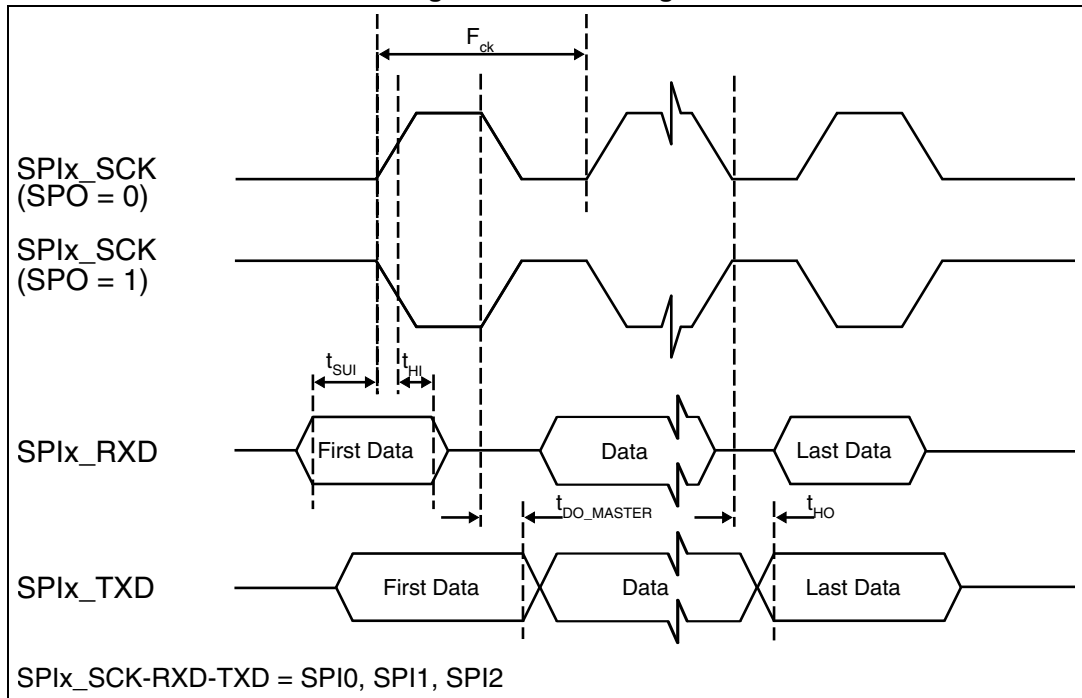 F_ck
SPIx_SCK
(SPO = 0)
SPIx_SCK
(SPO = 1)
t_SUI
t_HI
SPIx_RXD
First Data
Data
Last Data
t_DO_MASTER
t_HO
SPIx_TXD
First Data
Data
Last Data
SPIx_SCK-RXD-TXD = SPI0, SPI1, SPI2